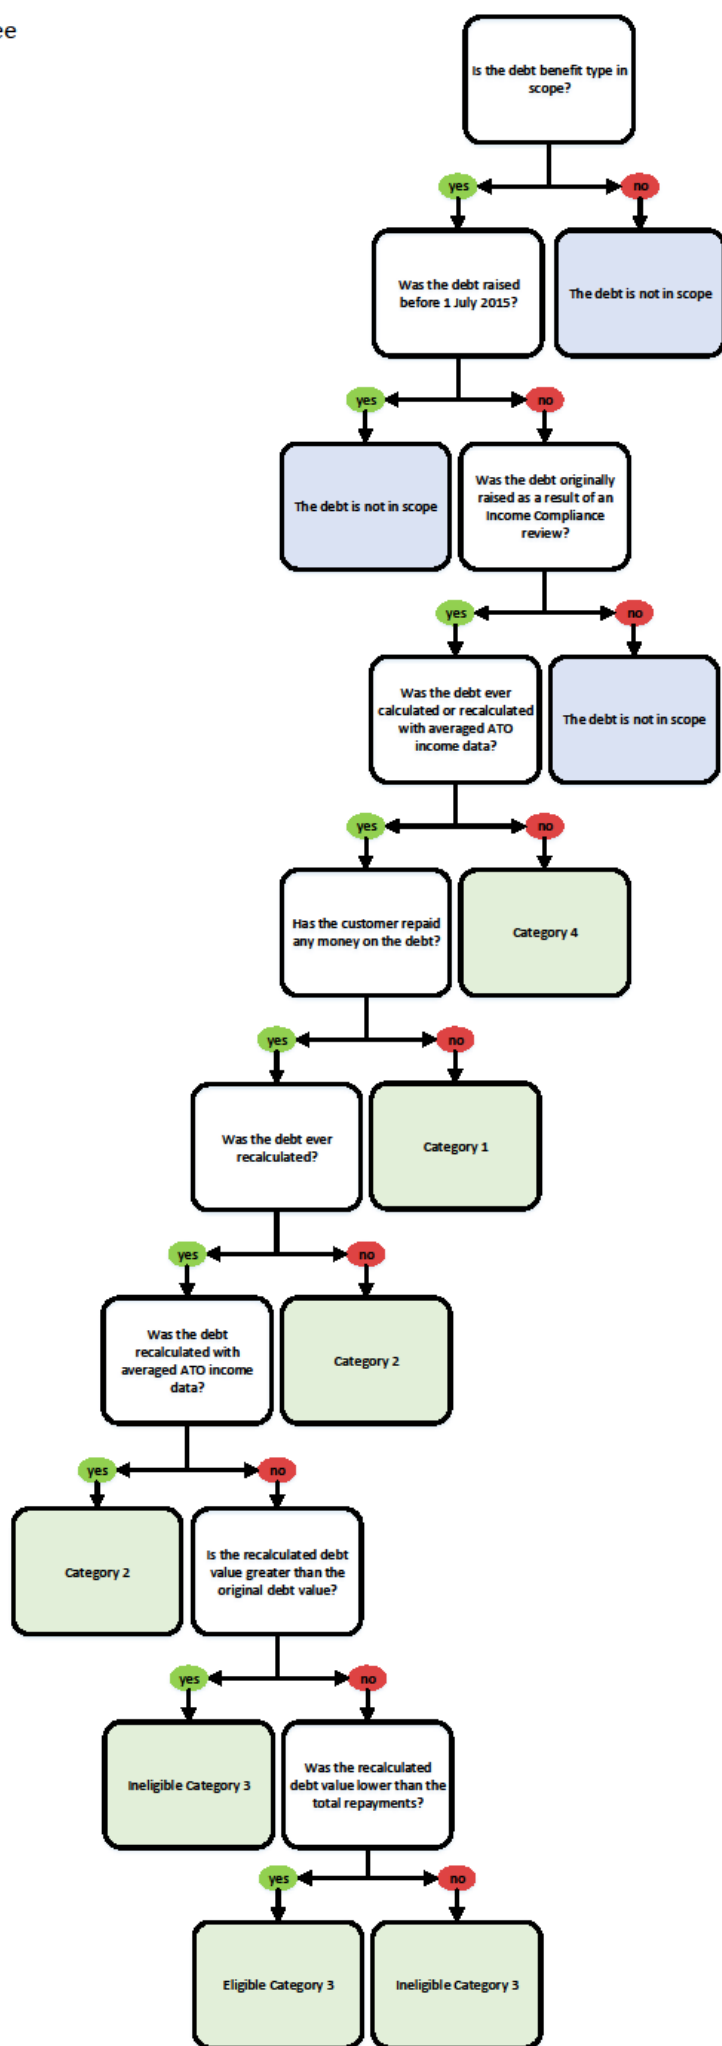 ee
Is the debt benefit type in
scope?
yes
no
Was the debt raised
before 1 July 2015?
The debt is not in scope
yes
no
The debt is not in scope
Was the debt originally
raised as a result of an
Income Compliance
review?
yes
no
Was the debt ever
calculated or recalculated
with averaged ATO
income data?
The debt is not in scope
yes
no
Has the customer repaid
any money on the debt?
Category 4
yes
no
Was the debt ever
recalculated?
Category 1
yes
no
Was the debt
recalculated with
averaged ATO income
data?
Category 2
yes
no
Category 2
Is the recalculated debt
value greater than the
original debt value?
yes
no
Ineligible Category 3
Was the recalculated
debt value lower than the
total repayments?
yes
no
Eligible Category 3
Ineligible Category 3